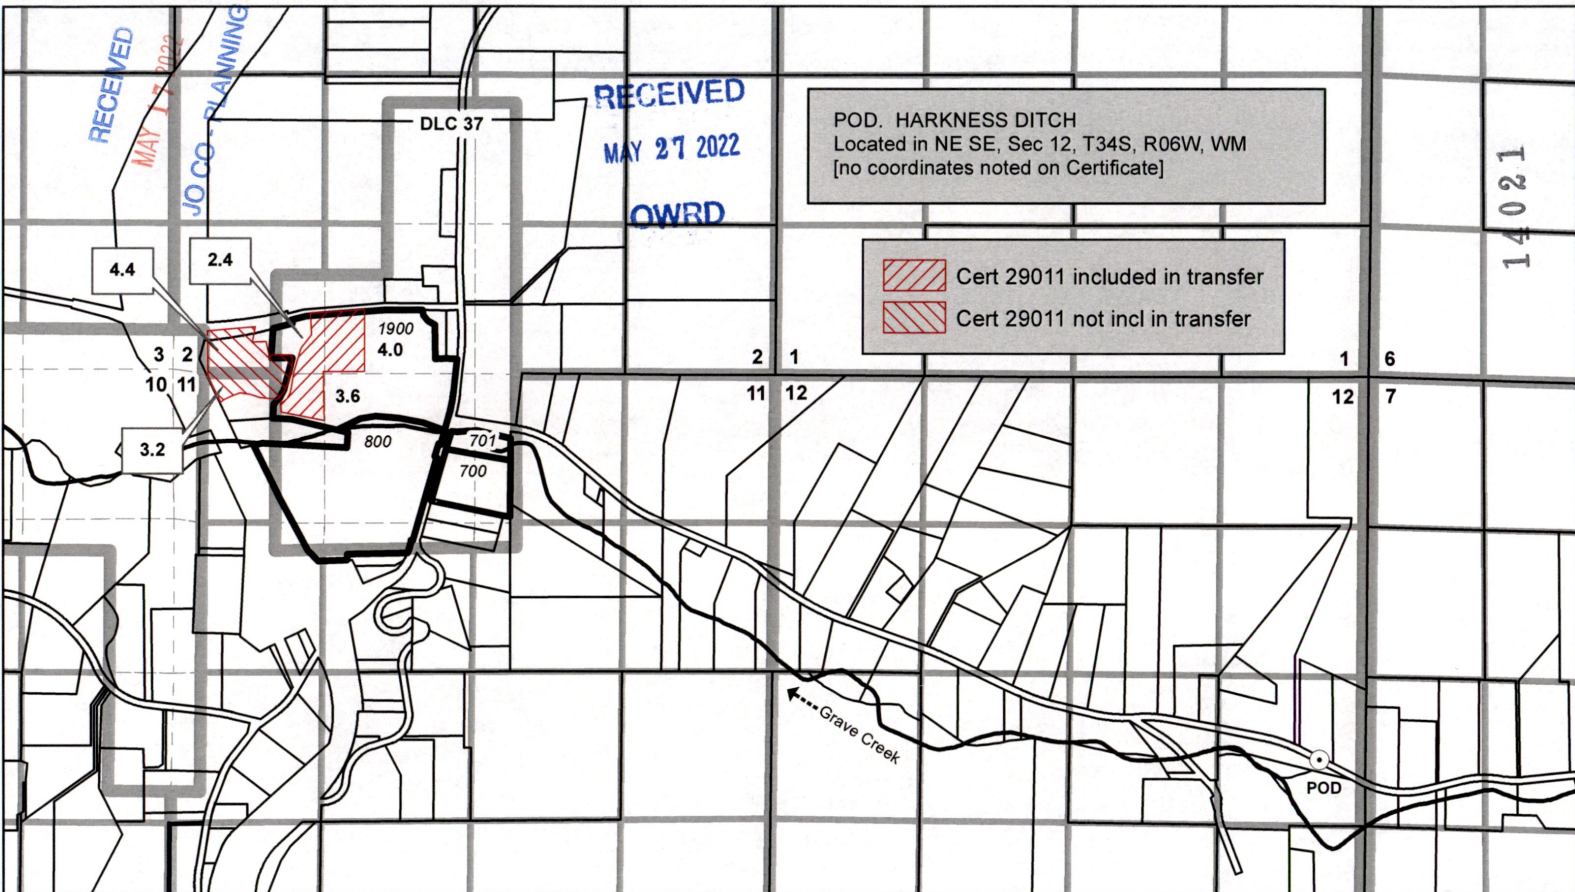 RECEIVED
MAY 17 2022
JO CO - PLANNING
RECEIVED
MAY 27 2022
OWRD
DLC 37
POD. HARKNESS DITCH
Located in NE SE, Sec 12, T34S, R06W, WM
[no coordinates noted on Certificate]
14021
Cert 29011 included in transfer
Cert 29011 not incl in transfer
4.4
2.4
1900
4.0
3 2
10 11
3.6
3.2
800
701
700
2 1
11 12
1 6
12 7
Grave Creek
POD